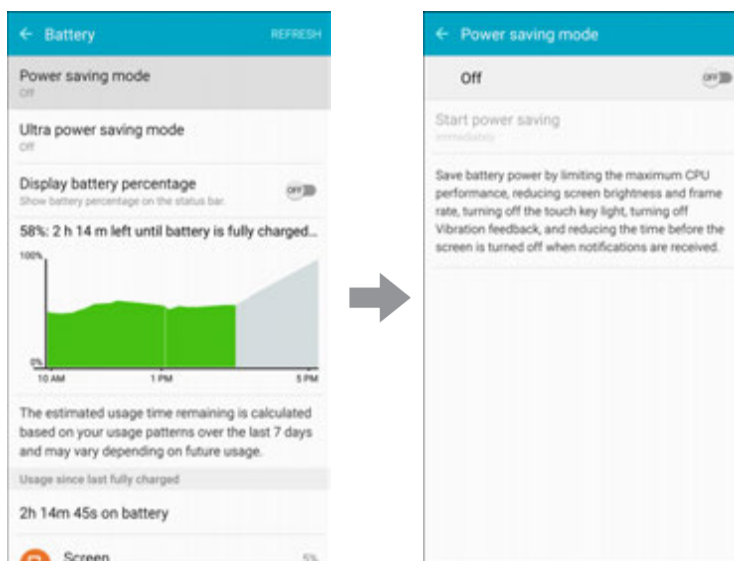 Battery
REFRESH
Power saving mode
Off
Ultra power saving mode
Off
Display battery percentage
Show battery percentage on the status bar.
OFF
58%: 2 h 14 m left until battery is fully charged...
100%
0%
10 AM
1 PM
5 PM
The estimated usage time remaining is calculated
based on your usage patterns over the last 7 days
and may vary depending on future usage.
Usage since last fully charged
2h 14m 45s on battery
Screen
5%
Power saving mode
Off
OFF
Start power saving
Immediately
Save battery power by limiting the maximum CPU
performance, reducing screen brightness and frame
rate, turning off the touch key light, turning off
Vibration feedback, and reducing the time before the
screen is turned off when notifications are received.